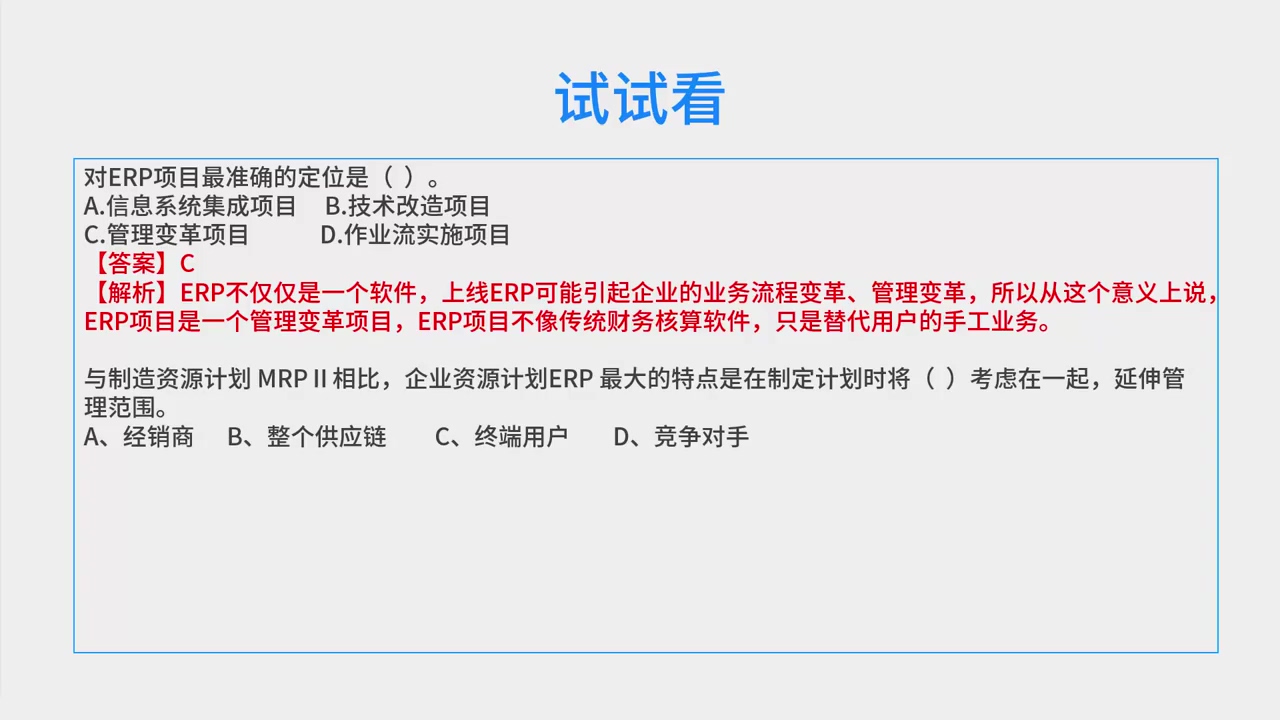 试试看
对ERP项目最准确的定位是（ ）。
A.信息系统集成项目 B.技术改造项目
C.管理变革项目 D.作业流实施项目
【答案】C
【解析】ERP不仅仅是一个软件，上线ERP可能引起企业的业务流程变革、管理变革，所以从这个意义上说，
ERP项目是一个管理变革项目，ERP项目不像传统财务核算软件，只是替代用户的手工业务。
与制造资源计划 MRPⅡ相比，企业资源计划ERP 最大的特点是在制定计划时将（ ）考虑在一起，延伸管
理范围。
A、经销商 B、整个供应链 C、终端用户 D、竞争对手